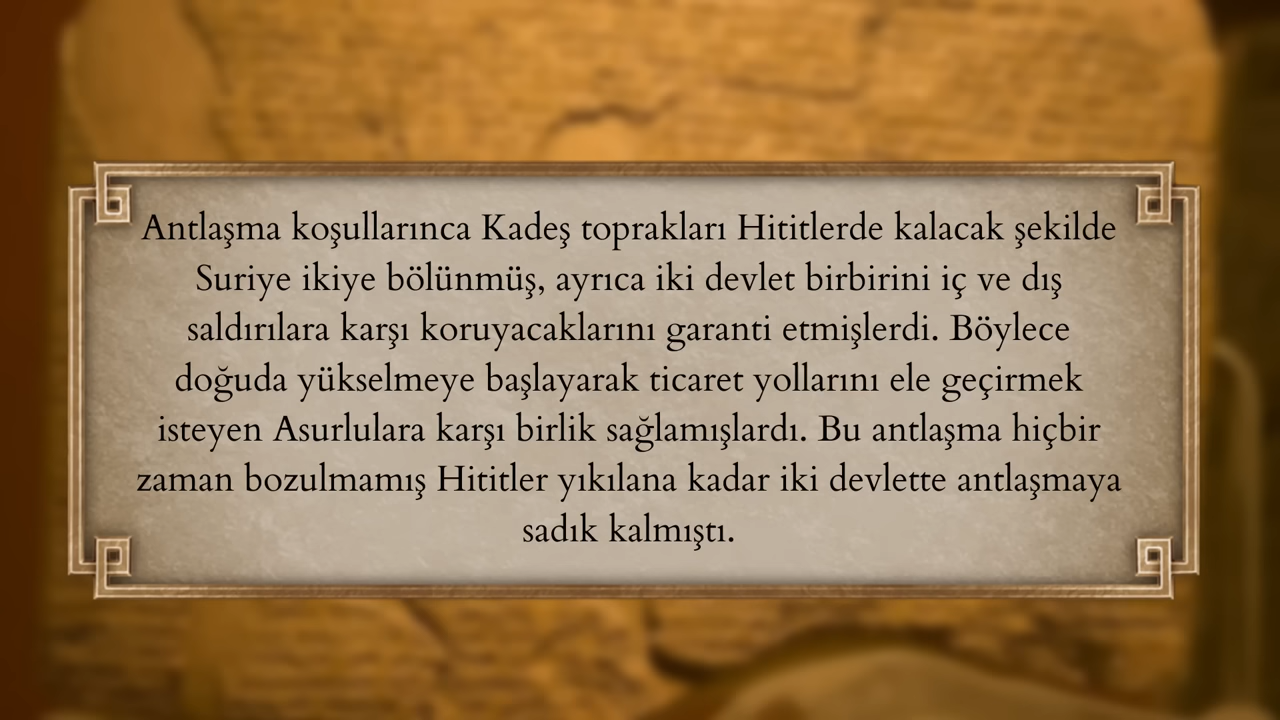 Antlaşma koşullarınca Kadeş toprakları Hititlerde kalacak şekilde
Suriye ikiye bölünmüş, ayrıca iki devlet birbirini iç ve dış
saldırılara karşı koruyacaklarını garanti etmişlerdi. Böylece
doğuda yükselmeye başlayarak ticaret yollarını ele geçirmek
isteyen Asurlulara karşı birlik sağlamışlardı. Bu antlaşma hiçbir
zaman bozulmamış Hititler yıkılana kadar iki devlette antlaşmaya
sadık kalmıştı.